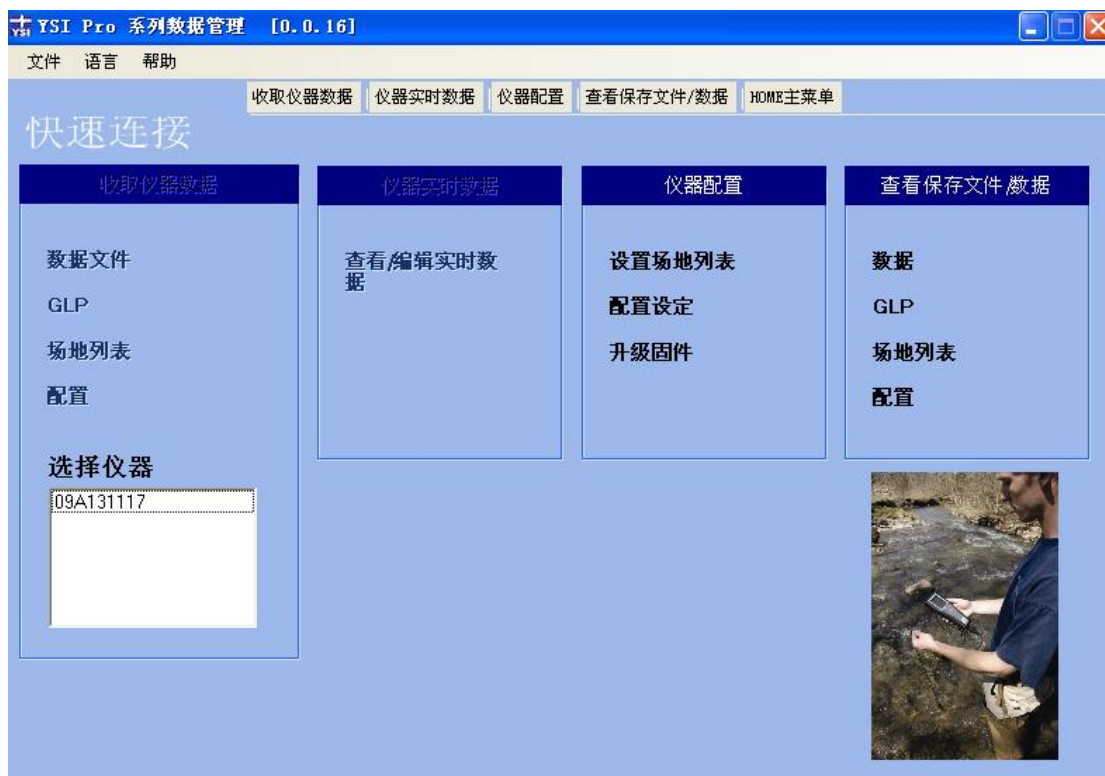 YSI Pro 系列数据管理 [0.0.16]
文件 语言 帮助
收取仪器数据 仪器实时数据 仪器配置 查看保存文件/数据 HOME主菜单
快速连接
收取仪器数据
数据文件
GLP
场地列表
配置
选择仪器
09A131117
仪器实时数据
查看/编辑实时数
据
仪器配置
设置场地列表
配置设定
升级固件
查看保存文件/数据
数据
GLP
场地列表
配置